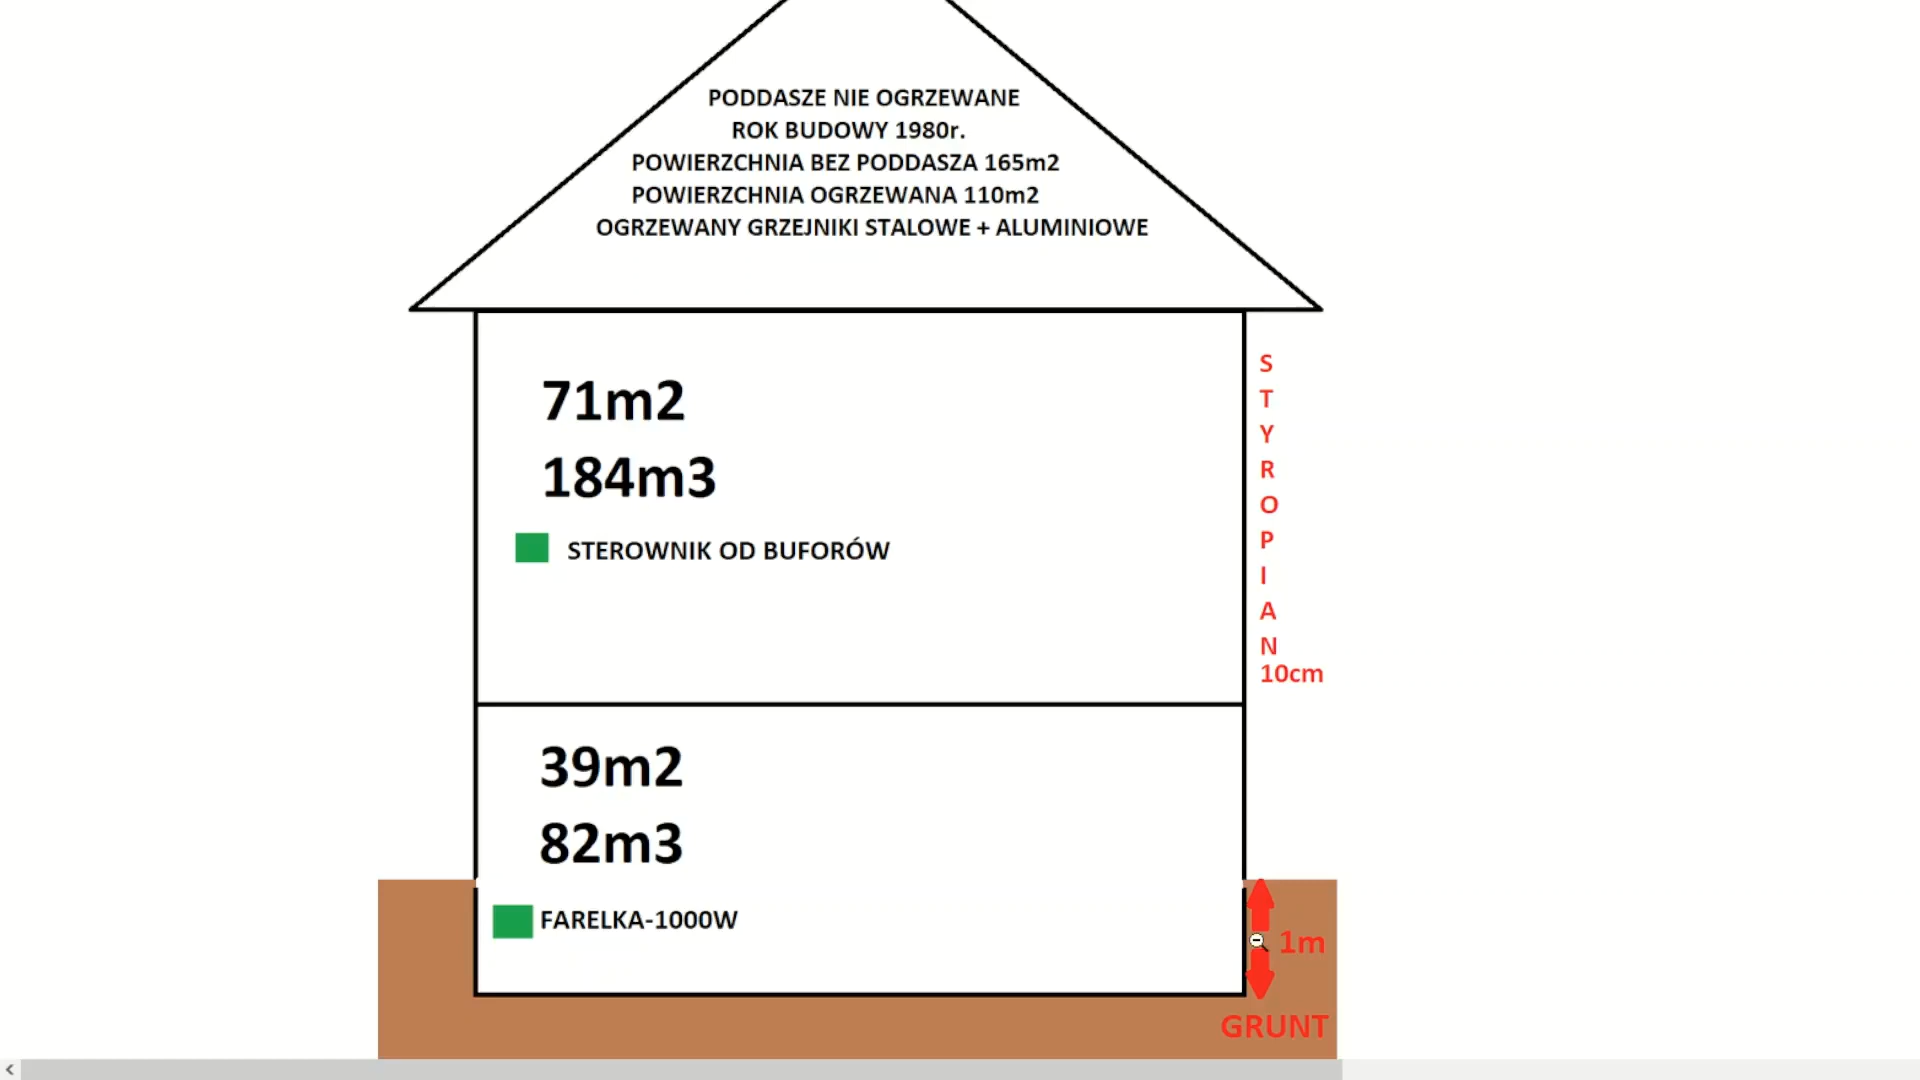 PODDASZE NIE OGRZEWANE
ROK BUDOWY 1980r.
POWIERZCHNIA BEZ PODDASZA 165m2
POWIERZCHNIA OGRZEWANA 110m2
OGRZEWANY GRZEJNIKI STALOWE + ALUMINIOWE
71m2
184m3
STEROWNIK OD BUFORÓW
S
T
Y
R
O
P
I
A
N
10cm
39m2
82m3
FARELKA-1000W
1m
GRUNT